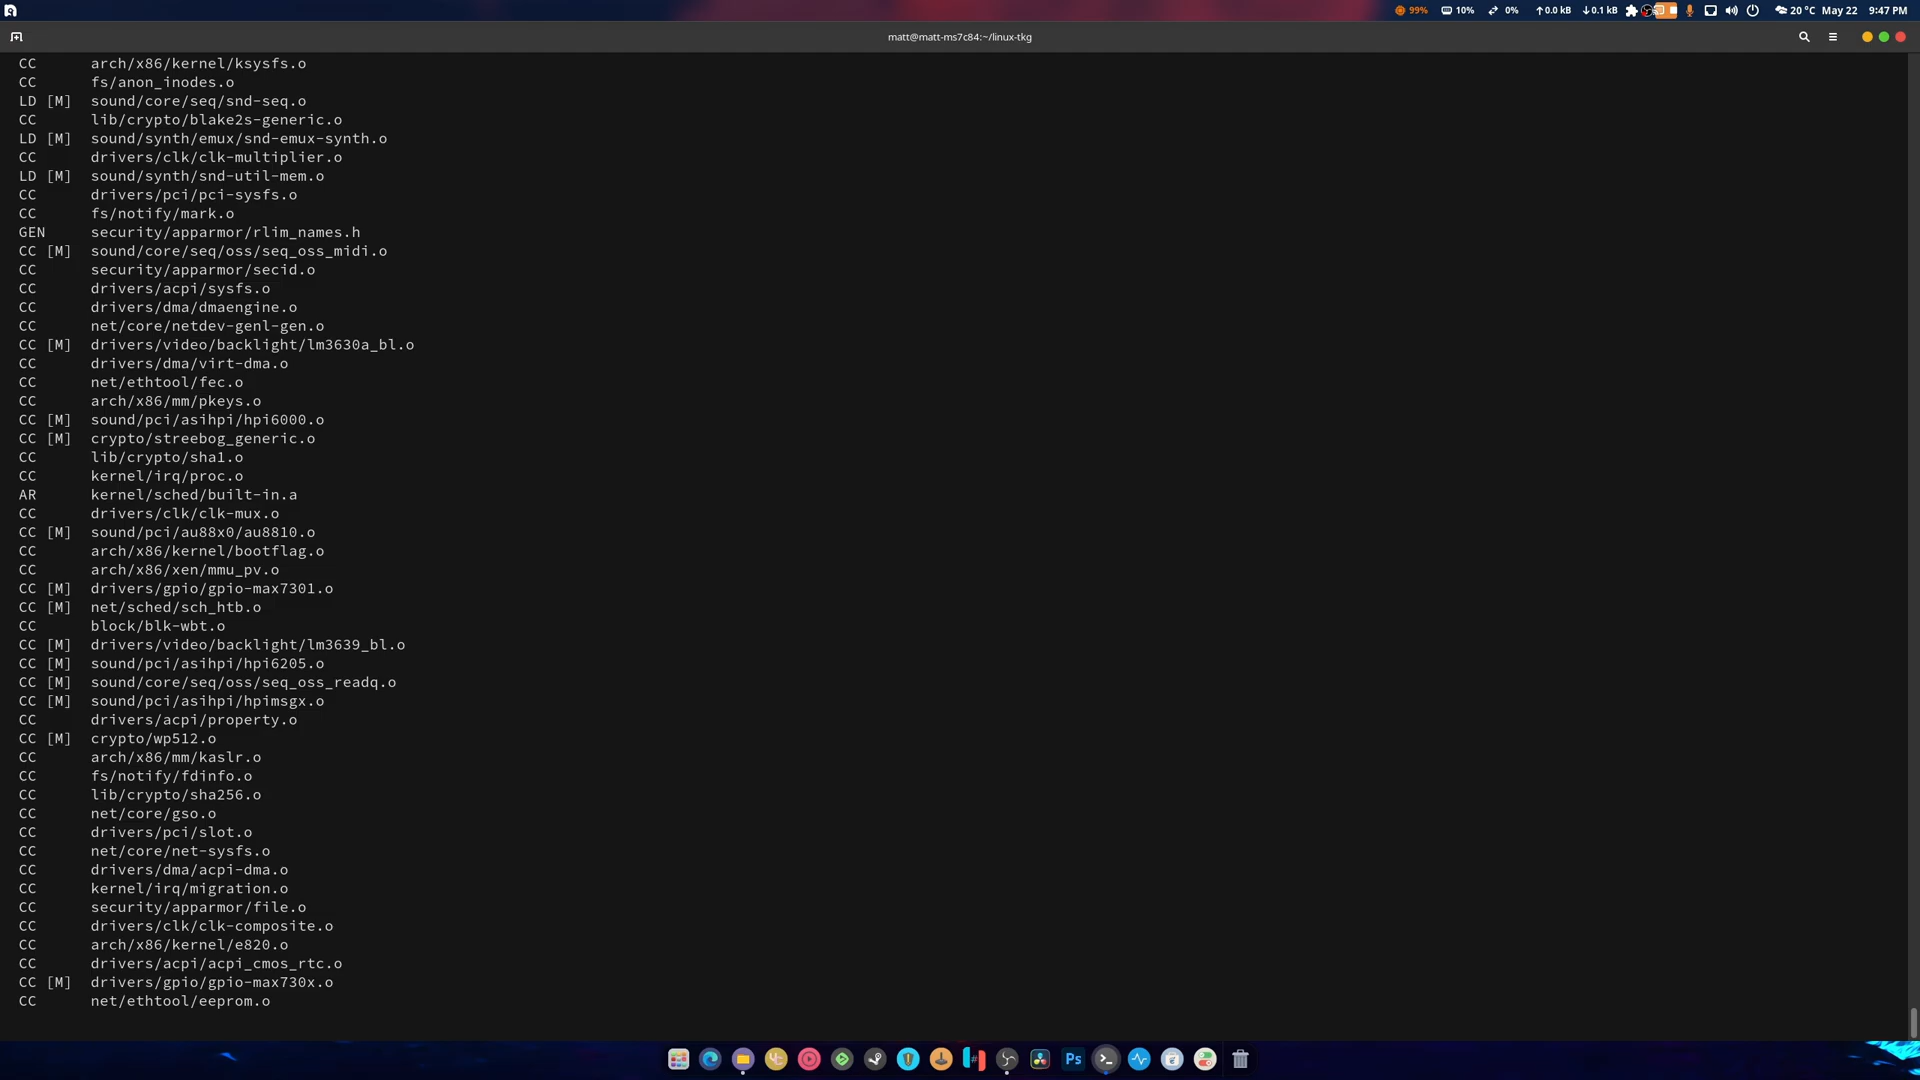 99% 10% 0% ↑0.0 kB ↓0.1 kB 20 °C May 22 9:47 PM
matt@matt-ms7c84:~/linux-tkg
CC arch/x86/kernel/ksysfs.o
CC fs/anon_inodes.o
LD [M] sound/core/seq/snd-seq.o
CC lib/crypto/blake2s-generic.o
LD [M] sound/synth/emux/snd-emux-synth.o
CC drivers/clk/clk-multiplier.o
LD [M] sound/synth/snd-util-mem.o
CC drivers/pci/pci-sysfs.o
CC fs/notify/mark.o
GEN security/apparmor/rlim_names.h
CC [M] sound/core/seq/oss/seq_oss_midi.o
CC security/apparmor/secid.o
CC drivers/acpi/sysfs.o
CC drivers/dma/dmaengine.o
CC net/core/netdev-genl-gen.o
CC [M] drivers/video/backlight/lm3630a_bl.o
CC drivers/dma/virt-dma.o
CC net/ethtool/fec.o
CC arch/x86/mm/pkeys.o
CC [M] sound/pci/asihpi/hpi6000.o
CC [M] crypto/streebog_generic.o
CC lib/crypto/sha1.o
CC kernel/irq/proc.o
AR kernel/sched/built-in.a
CC drivers/clk/clk-mux.o
CC [M] sound/pci/au88x0/au8810.o
CC arch/x86/kernel/bootflag.o
CC arch/x86/xen/mmu_pv.o
CC [M] drivers/gpio/gpio-max7301.o
CC [M] net/sched/sch_htb.o
CC block/blk-wbt.o
CC [M] drivers/video/backlight/lm3639_bl.o
CC [M] sound/pci/asihpi/hpi6205.o
CC [M] sound/core/seq/oss/seq_oss_readq.o
CC [M] sound/pci/asihpi/hpimsgx.o
CC drivers/acpi/property.o
CC [M] crypto/wp512.o
CC arch/x86/mm/kaslr.o
CC fs/notify/fdinfo.o
CC lib/crypto/sha256.o
CC net/core/gso.o
CC drivers/pci/slot.o
CC net/core/net-sysfs.o
CC drivers/dma/acpi-dma.o
CC kernel/irq/migration.o
CC security/apparmor/file.o
CC drivers/clk/clk-composite.o
CC arch/x86/kernel/e820.o
CC drivers/acpi/acpi_cmos_rtc.o
CC [M] drivers/gpio/gpio-max730x.o
CC net/ethtool/eeprom.o
Ps